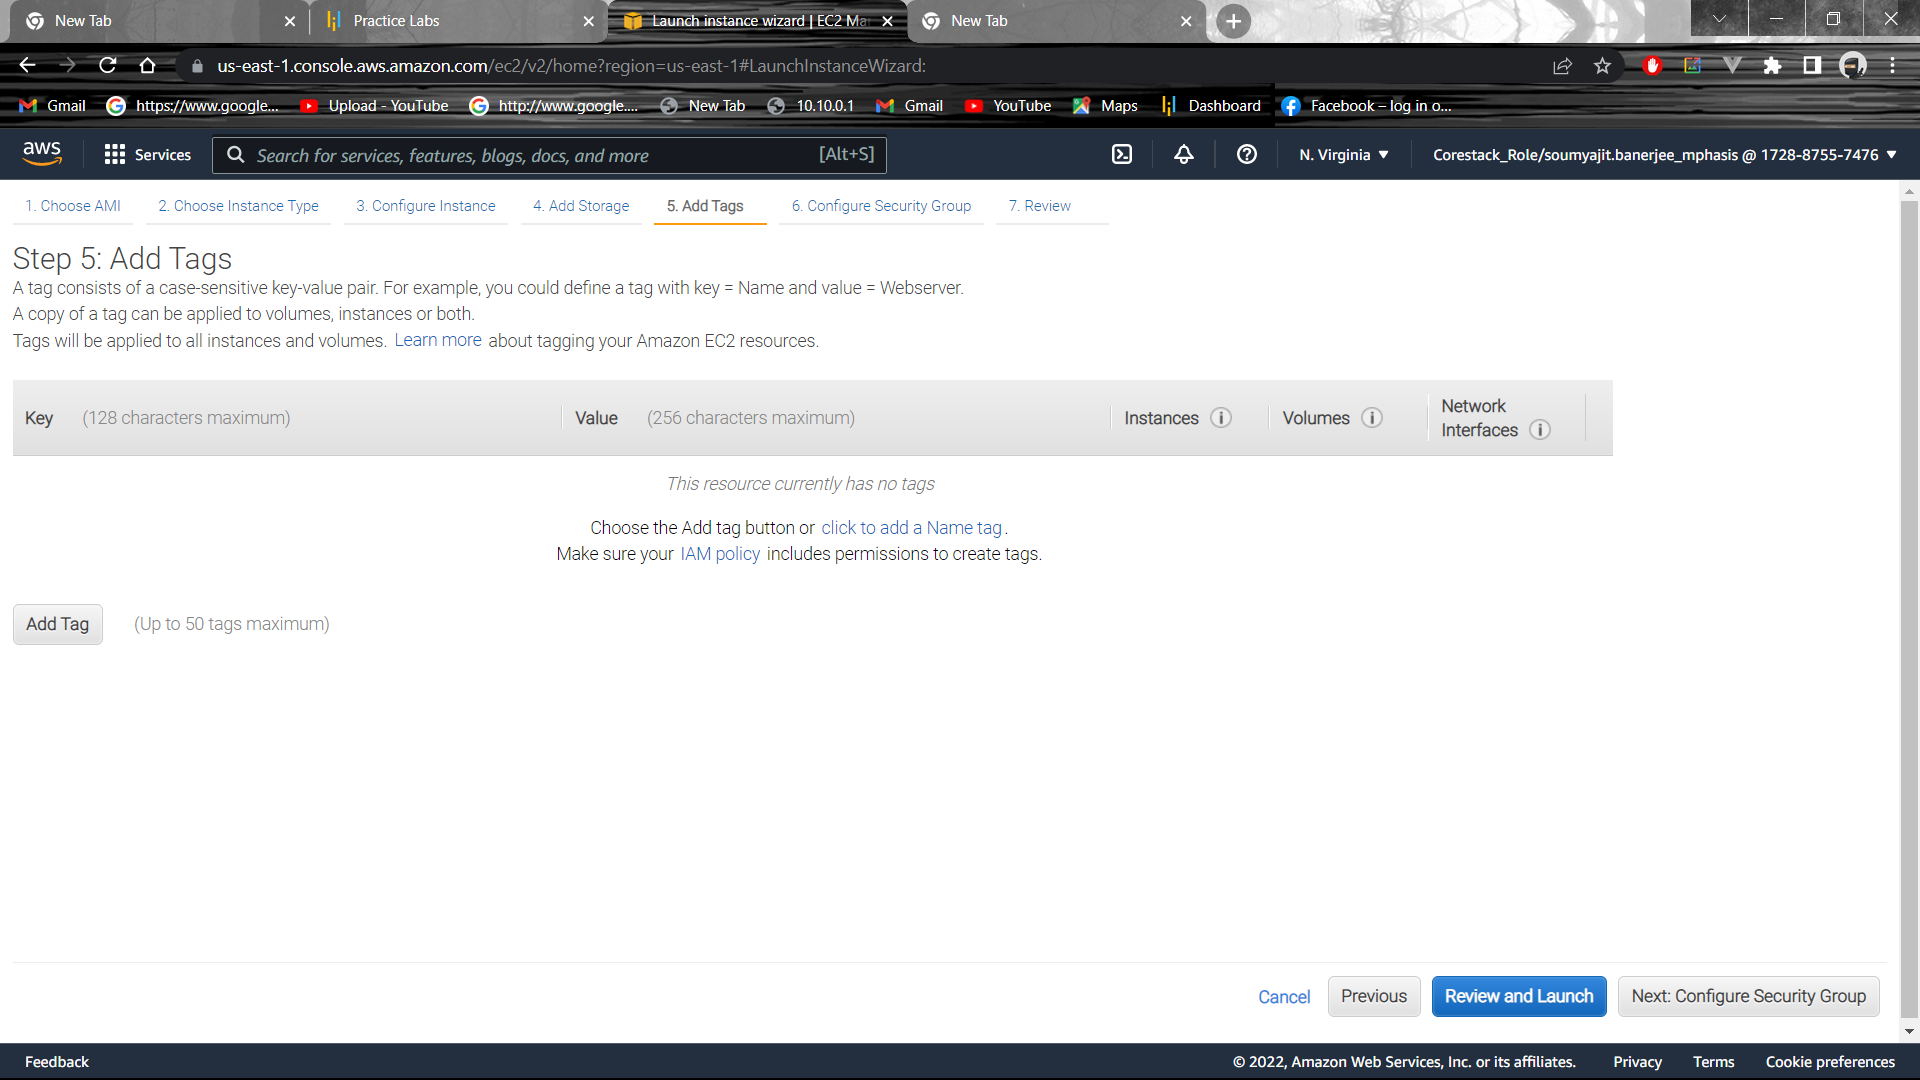 New Tab
Practice Labs
Launch instance wizard | EC2 Ma
New Tab
us-east-1.console.aws.amazon.com/ec2/v2/home?region=us-east-1#LaunchInstanceWizard:
Gmail
https://www.google...
Upload - YouTube
http://www.google....
New Tab
10.10.0.1
Gmail
YouTube
Maps
Dashboard
Facebook – log in o...
aws
Services
Search for services, features, blogs, docs, and more
[Alt+S]
N. Virginia
Corestack_Role/soumyajit.banerjee_mphasis @ 1728-8755-7476
1. Choose AMI
2. Choose Instance Type
3. Configure Instance
4. Add Storage
5. Add Tags
6. Configure Security Group
7. Review
Step 5: Add Tags
A tag consists of a case-sensitive key-value pair. For example, you could define a tag with key = Name and value = Webserver.
A copy of a tag can be applied to volumes, instances or both.
Tags will be applied to all instances and volumes. Learn more about tagging your Amazon EC2 resources.
Key (128 characters maximum)
Value (256 characters maximum)
Instances
Volumes
Network
Interfaces
This resource currently has no tags
Choose the Add tag button or click to add a Name tag.
Make sure your IAM policy includes permissions to create tags.
Add Tag
(Up to 50 tags maximum)
Cancel
Previous
Review and Launch
Next: Configure Security Group
Feedback
© 2022, Amazon Web Services, Inc. or its affiliates.
Privacy
Terms
Cookie preferences